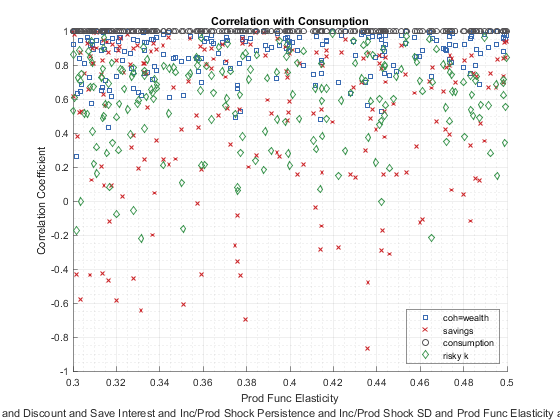 Correlation with Consumption
1
0.8
0.6
0.4
0.2
0
-0.2
-0.4
-0.6
-0.8
-1
Correlation Coefficient
coh=wealth
savings
consumption
risky k
0.3 0.32 0.34 0.36 0.38 0.4 0.42 0.44 0.46 0.48 0.5
Prod Func Elasticity
and Discount and Save Interest and Inc/Prod Shock Persistence and Inc/Prod Shock SD and Prod Func Elasticity a